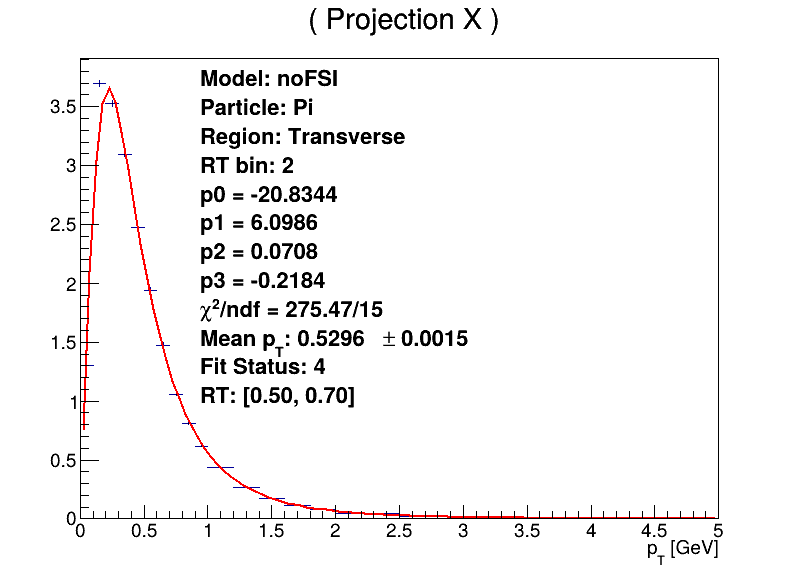 ( Projection X )
Model: noFSI
Particle: Pi
Region: Transverse
RT bin: 2
p0 = -20.8344
p1 = 6.0986
p2 = 0.0708
p3 = -0.2184
χ²/ndf = 275.47/15
Mean p_T: 0.5296 ± 0.0015
Fit Status: 4
RT: [0.50, 0.70]
3.5
3
2.5
2
1.5
1
0.5
0
0 0.5 1 1.5 2 2.5 3 3.5 4 4.5 5
p_T [GeV]